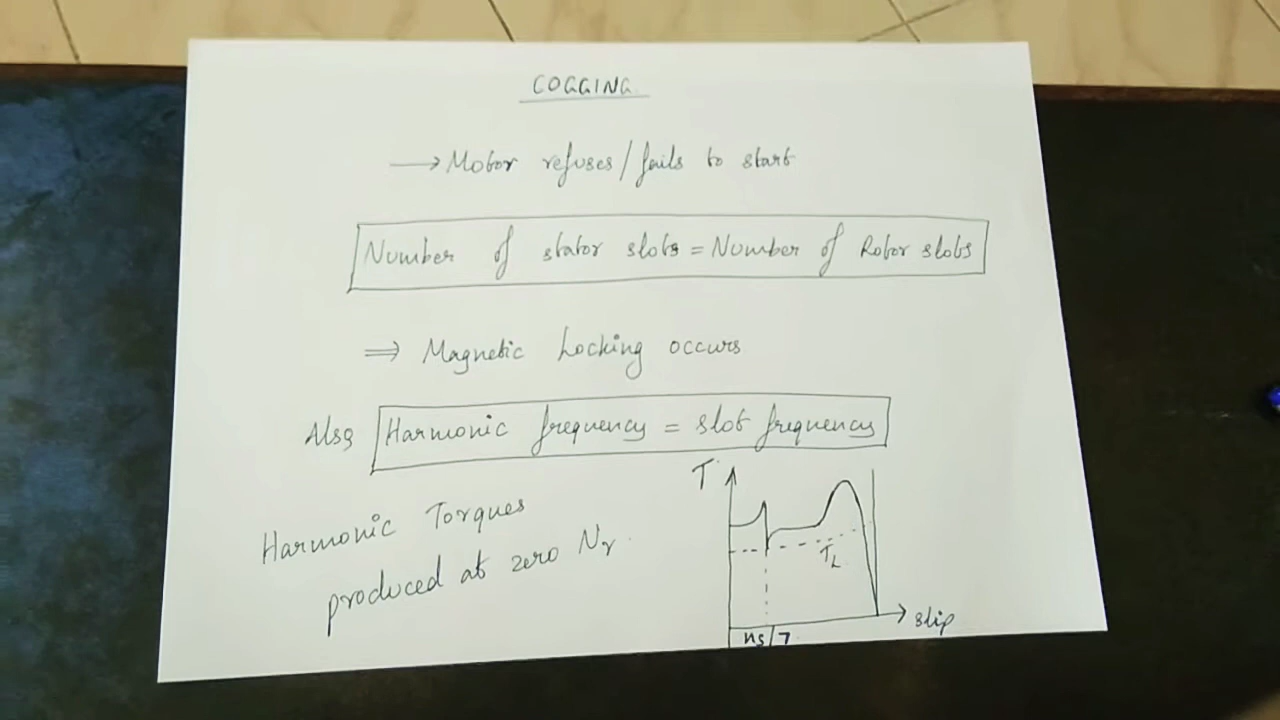 COGGING
→ Motor refuses/fails to start
Number of stator slots = Number of Rotor slots
⇒ Magnetic Locking occurs
Also Harmonic frequency = slot frequency
Harmonic Torques
produced at zero Nr
T
TL
slip
ns/7